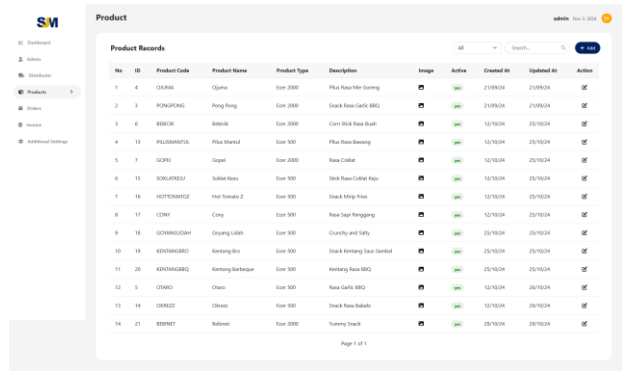 SJM
Product
admin Nov 3, 2024
Dashboard
Admin
Distributor
Products >
Orders
Invoice
Additional Settings
Product Records
All
Search..
+ Add
No ID Product Code Product Name Product Type Description Image Active Created At Updated At Action
1 4 OJUMA Ojuma Ecer 2000 Pilus Rasa Mie Goreng yes 21/09/24 21/09/24
2 3 PONGPONG Pong Pong Ecer 2000 Snack Rasa Garlic BBQ yes 21/09/24 21/09/24
3 6 BEBICIK Bebicik Ecer 2000 Corn Stick Rasa Buah yes 12/10/24 25/10/24
4 13 PILUSMANTUL Pilus Mantul Ecer 500 Pilus Rasa Bawang yes 12/10/24 25/10/24
5 7 GOPEI Gopei Ecer 2000 Rasa Coklat yes 12/10/24 25/10/24
6 15 SOKLATKEJU Soklat Keju Ecer 500 Stick Rasa Coklat Keju yes 12/10/24 25/10/24
7 16 HOTTOMATOZ Hot Tomato Z Ecer 500 Snack Mirip Fries yes 12/10/24 25/10/24
8 17 CONY Cony Ecer 500 Rasa Sapi Panggang yes 12/10/24 25/10/24
9 18 GOYANGLIDAH Goyang Lidah Ecer 500 Crunchy and Salty yes 25/10/24 25/10/24
10 19 KENTANGBRO Kentang Bro Ecer 500 Snack Kentang Saus Sambal yes 25/10/24 25/10/24
11 20 KENTANGBBQ Kentang Barbeque Ecer 500 Kentang Rasa BBQ yes 25/10/24 25/10/24
12 5 OTARO Otaro Ecer 500 Rasa Garlic BBQ yes 12/10/24 28/10/24
13 14 OKREZZ Okrezz Ecer 500 Snack Rasa Balado yes 12/10/24 28/10/24
14 21 BEBINET Bebinet Ecer 2000 Yummy Snack yes 28/10/24 28/10/24
Page 1 of 1